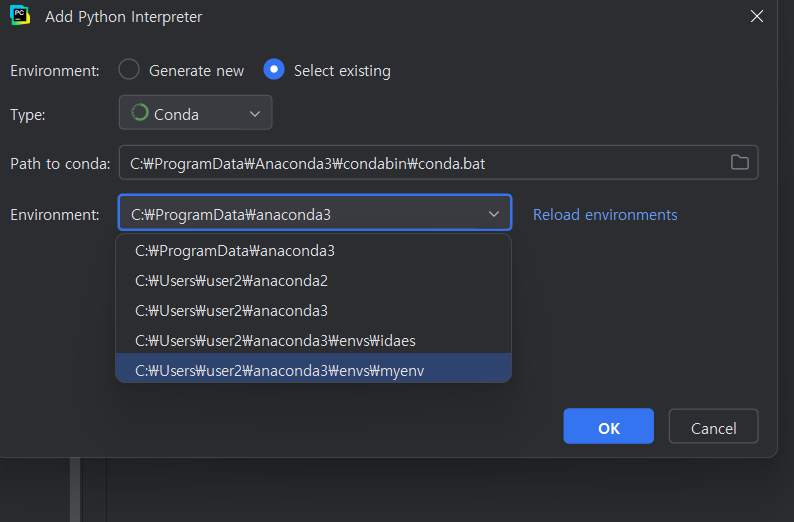 PC
Add Python Interpreter
Environment: Generate new Select existing
Type: Conda
Path to conda: C:₩ProgramData₩Anaconda3₩condabin₩conda.bat
Environment: C:₩ProgramData₩anaconda3 Reload environments
C:₩ProgramData₩anaconda3
C:₩Users₩user2₩anaconda2
C:₩Users₩user2₩anaconda3
C:₩Users₩user2₩anaconda3₩envs₩idaes
C:₩Users₩user2₩anaconda3₩envs₩myenv
OK Cancel